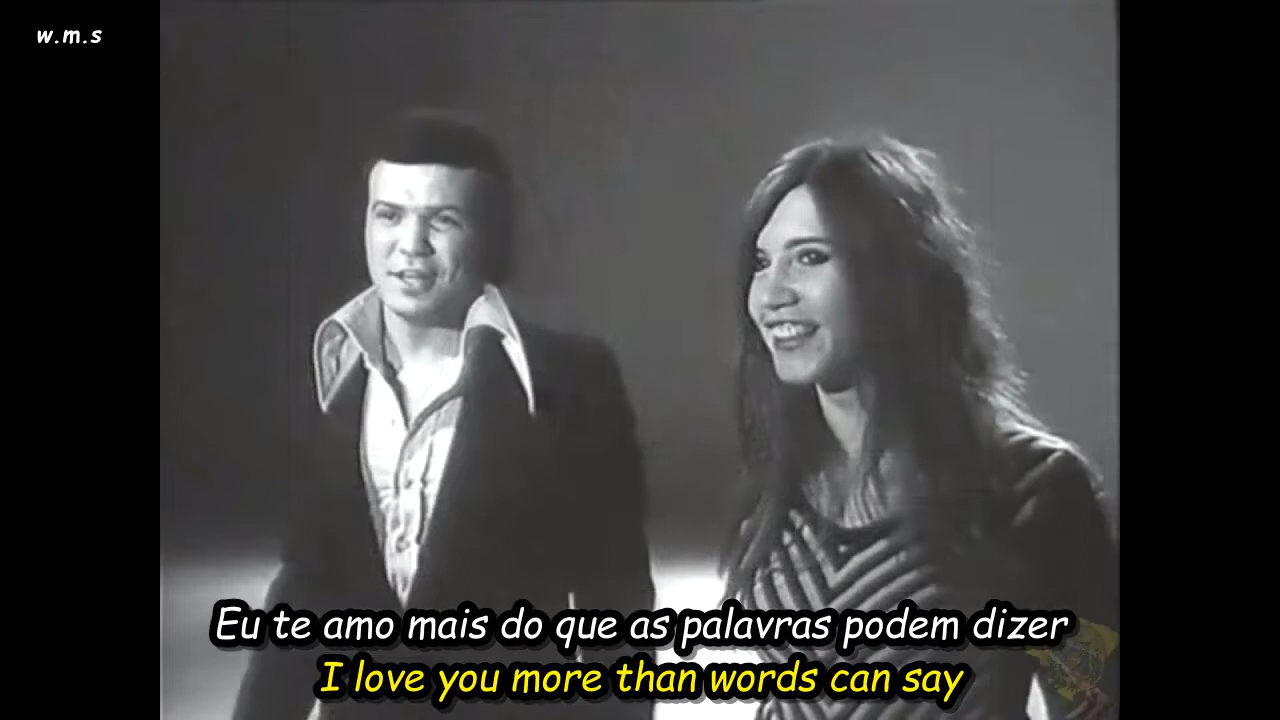 w.m.s
Eu te amo mais do que as palavras podem dizer
I love you more than words can say